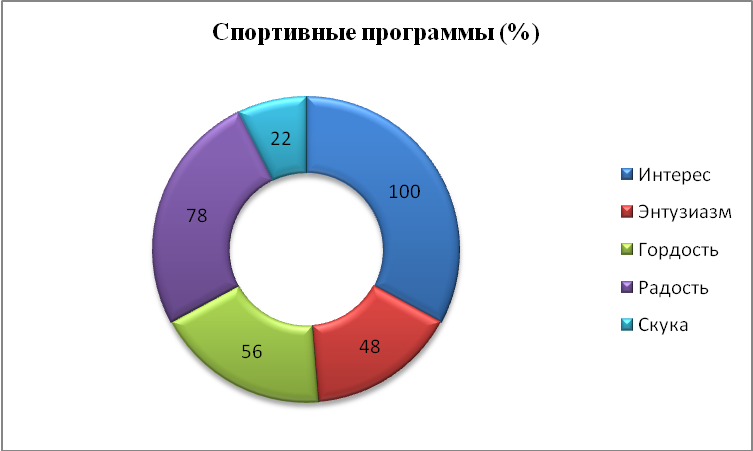 Спортивные программы (%)
22
100
78
56
48
Интерес
Энтузиазм
Гордость
Радость
Скука